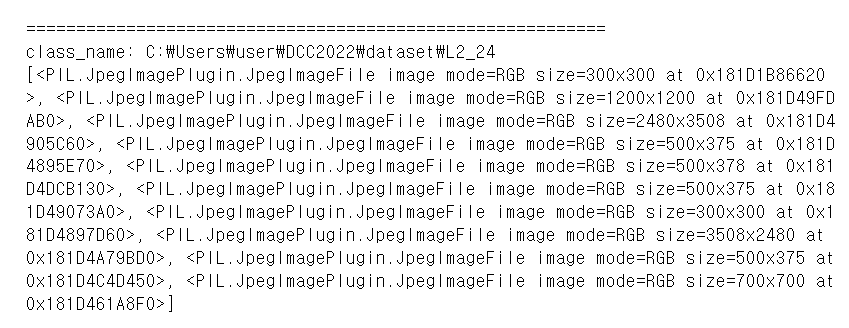 ==========================================================
class_name: C:₩Users₩user₩DCC2022₩dataset₩L2_24
[<PIL.JpegImagePlugin.JpegImageFile image mode=RGB size=300x300 at 0x181D1B86620
>, <PIL.JpegImagePlugin.JpegImageFile image mode=RGB size=1200x1200 at 0x181D49FD
AB0>, <PIL.JpegImagePlugin.JpegImageFile image mode=RGB size=2480x3508 at 0x181D4
905C60>, <PIL.JpegImagePlugin.JpegImageFile image mode=RGB size=500x375 at 0x181D
4895E70>, <PIL.JpegImagePlugin.JpegImageFile image mode=RGB size=500x378 at 0x181
D4DCB130>, <PIL.JpegImagePlugin.JpegImageFile image mode=RGB size=500x375 at 0x18
1D49073A0>, <PIL.JpegImagePlugin.JpegImageFile image mode=RGB size=300x300 at 0x1
81D4897D60>, <PIL.JpegImagePlugin.JpegImageFile image mode=RGB size=3508x2480 at
0x181D4A79BD0>, <PIL.JpegImagePlugin.JpegImageFile image mode=RGB size=500x375 at
0x181D4C4D450>, <PIL.JpegImagePlugin.JpegImageFile image mode=RGB size=700x700 at
0x181D461A8F0>]